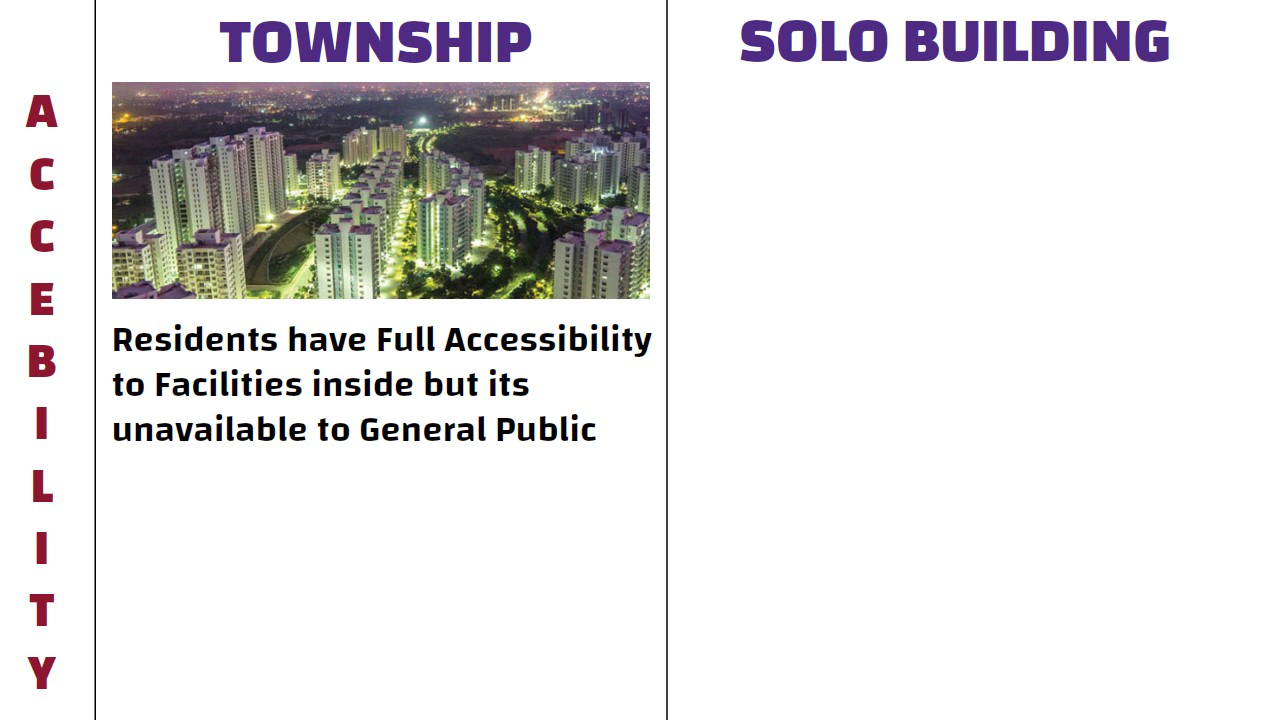 TOWNSHIP
SOLO BUILDING
A
C
C
E
B
I
L
I
T
Y
Residents have Full Accessibility
to Facilities inside but its
unavailable to General Public